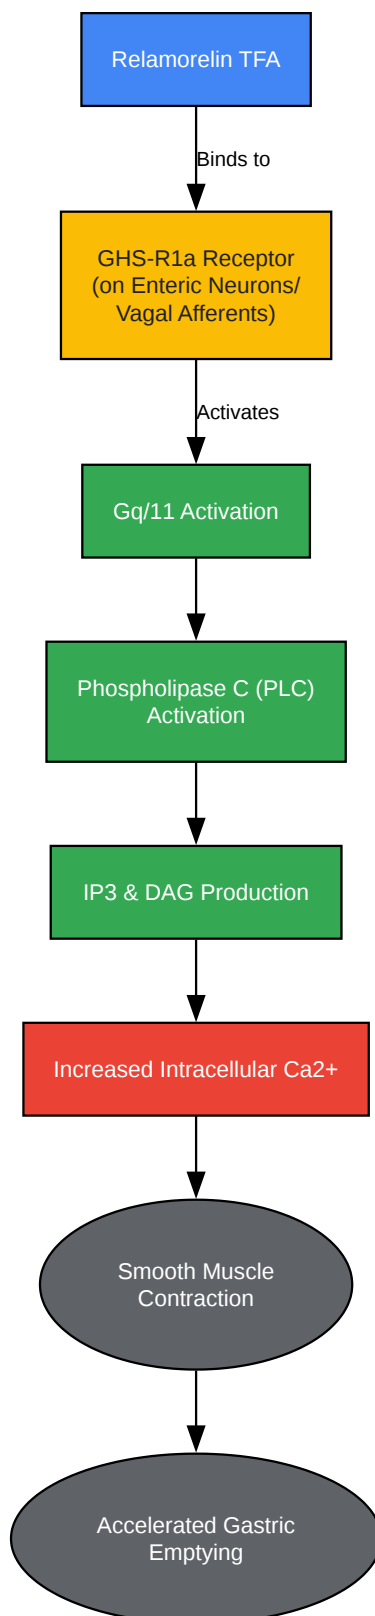 Relamorelin TFA
Binds to
GHS-R1a Receptor
(on Enteric Neurons/
Vagal Afferents)
Activates
Gq/11 Activation
Phospholipase C (PLC)
Activation
IP3 & DAG Production
Increased Intracellular Ca2+
Smooth Muscle
Contraction
Accelerated Gastric
Emptying